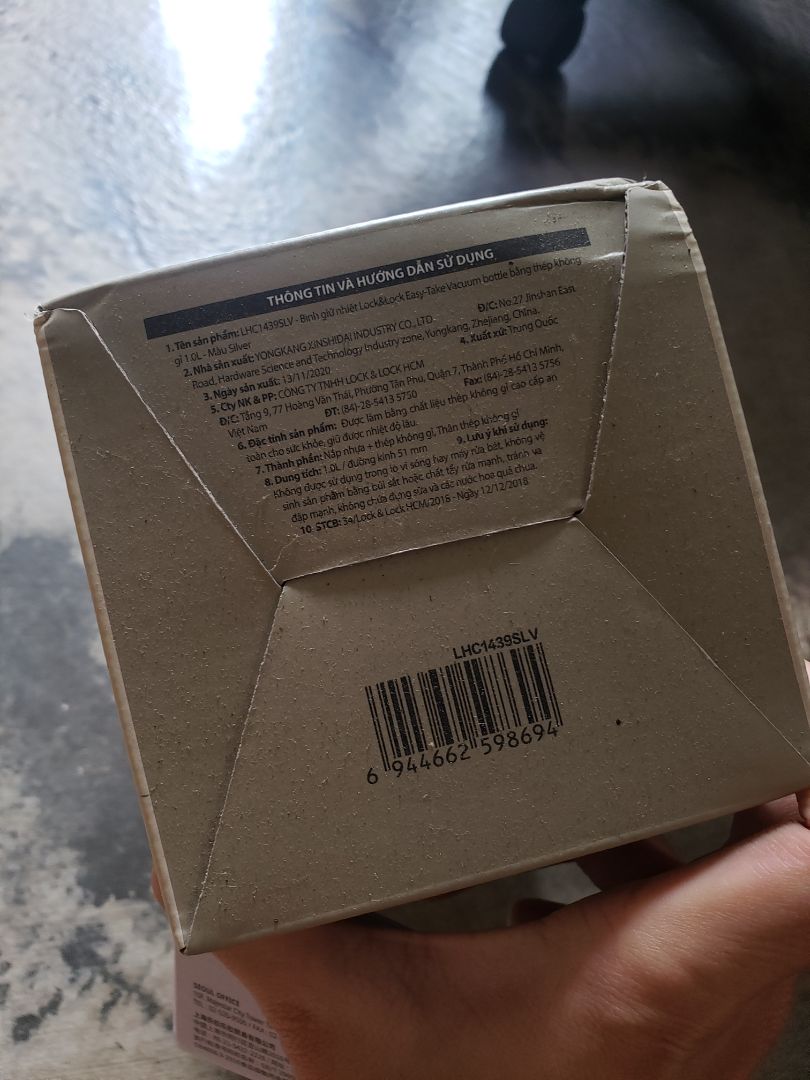 THÔNG TIN VÀ HƯỚNG DẪN SỬ DỤNG
1. Tên sản phẩm: LHC1439SLV - Bình giữ nhiệt Lock&Lock Easy-Take Vacuum bottle bằng thép không
gỉ 1.0L - Màu Silver
2. Nhà sản xuất: YONGKANG XINSHIDAI INDUSTRY CO., LTD. Đ/C: No.27 Jinshan East
Road, Hardware Science and Technology Industry zone, Yungkang, Zhejiang, China.
3. Ngày sản xuất: 13/11/2020 4. Xuất xứ: Trung Quốc
5. Cty NK & PP: CÔNG TY TNHH LOCK & LOCK HCM
Đ/C: Tầng 9, 77 Hoàng Văn Thái, Phường Tân Phú, Quận 7, Thành Phố Hồ Chí Minh,
Việt Nam ĐT: (84)-28-5413 5750 Fax: (84)-28-5413 5756
6. Đặc tính sản phẩm: Được làm bằng chất liệu thép không gỉ cao cấp an
toàn cho sức khỏe, giữ được nhiệt độ lâu.
7. Thành phần: Nắp nhựa + thép không gỉ, Thân thép không gỉ
8. Dung tích: 1.0L / đường kính 51 mm 9. Lưu ý khi sử dụng:
Không được sử dụng trong lò vi sóng hay máy rửa bát, không vệ
sinh sản phẩm bằng bùi sắt hoặc chất tẩy rửa mạnh, tránh va
đập mạnh, không chứa đựng sữa và các nước hoa quả chua.
10. STCB: 39/Lock & Lock HCM/2018 - Ngày 12/12/2018
LHC1439SLV
6 944662 598694
SEOUL OFFICE